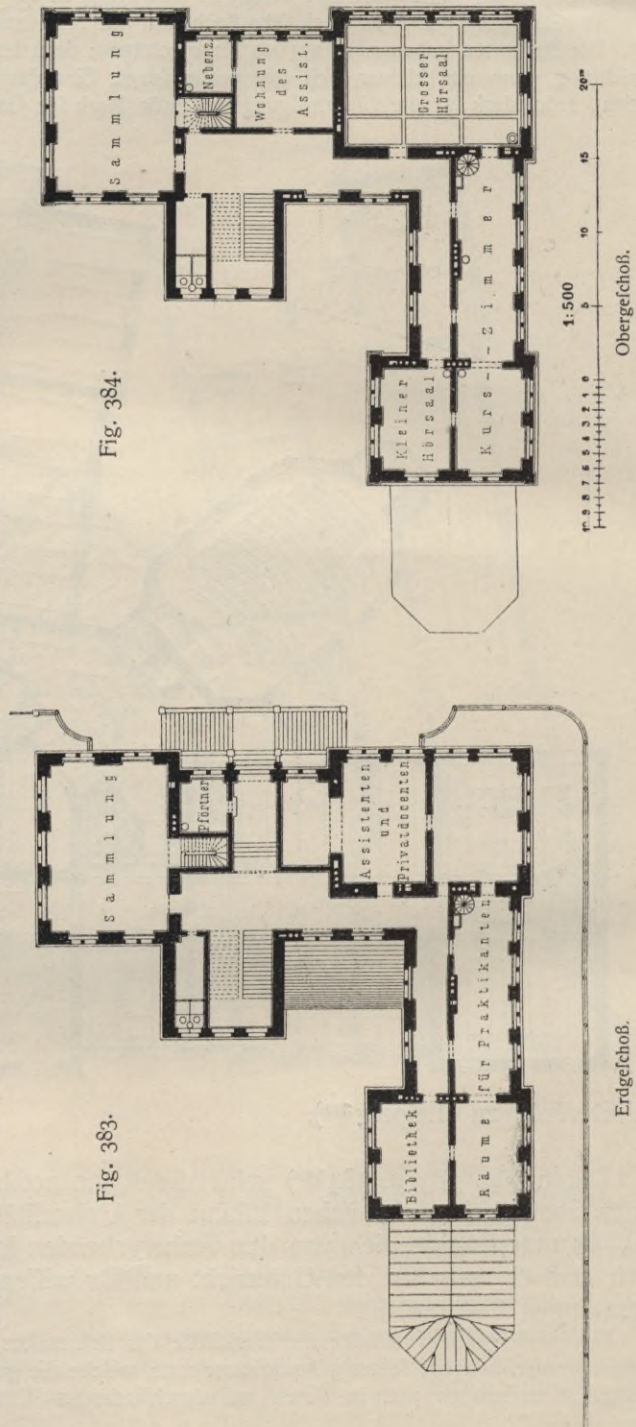 Fig. 383.
Sammlung
Pförtner
Assistenten
und
Privatdocenten
Bibliothek
Räume für Praktikanten
Erdgeſchoß.
Fig. 384.
Sammlung
Nebenz.
Wohnung
des
Assist.
Grosser
Hörsaal
Kleiner
Hörsaal
Kurs-Zimmer
1:500
10m 9 8 7 6 5 4 3 2 1 0 5 10 15 20m
Obergeſchoß.